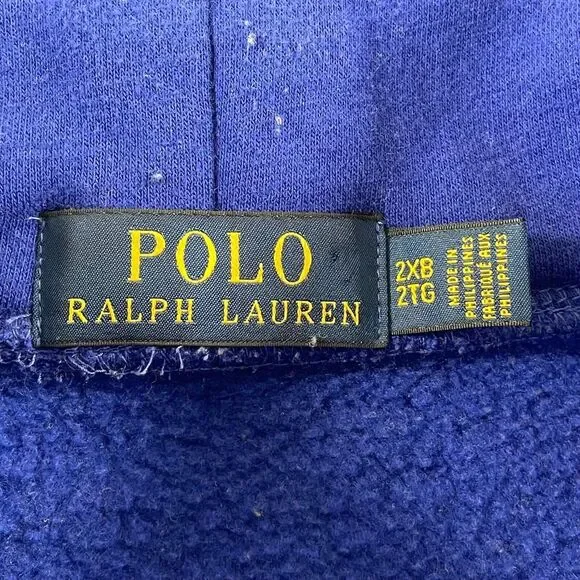 POLO
RALPH LAUREN
2XB
2TG
MADE IN
PHILIPPINES
FABRIQUÉ AUX
PHILIPPINES